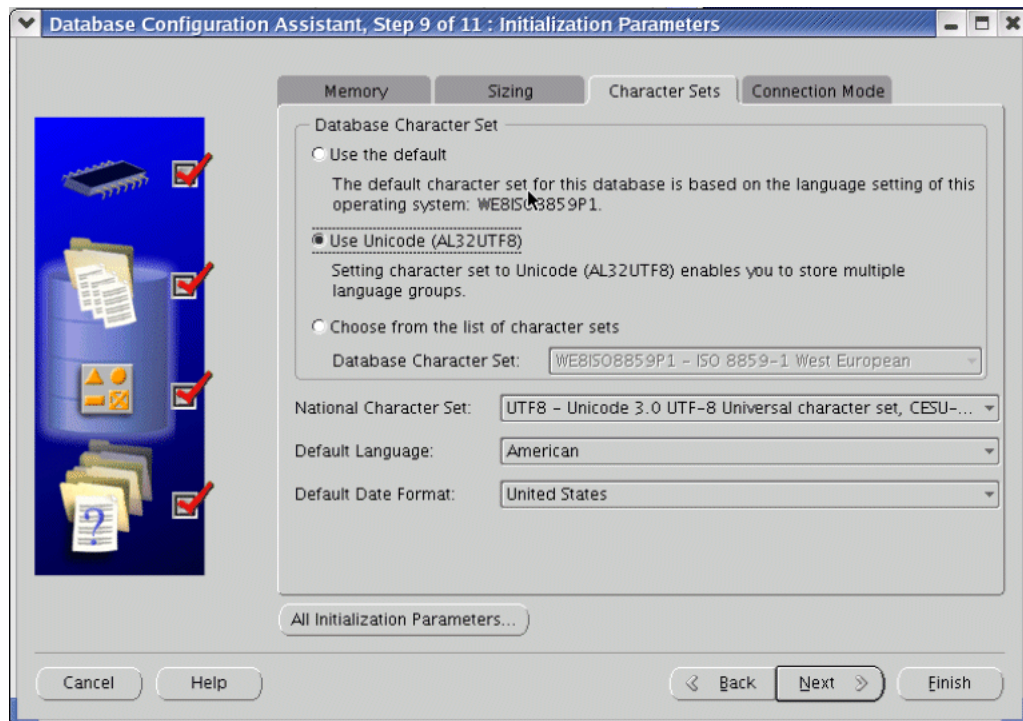 Database Configuration Assistant, Step 9 of 11 : Initialization Parameters
Memory
Sizing
Character Sets
Connection Mode
Database Character Set
Use the default
The default character set for this database is based on the language setting of this
operating system: WE8ISO8859P1.
Use Unicode (AL32UTF8)
Setting character set to Unicode (AL32UTF8) enables you to store multiple
language groups.
Choose from the list of character sets
Database Character Set: WE8ISO8859P1 - ISO 8859-1 West European
National Character Set: UTF8 - Unicode 3.0 UTF-8 Universal character set, CESU-...
Default Language: American
Default Date Format: United States
?
All Initialization Parameters...
Cancel
Help
Back
Next
Finish